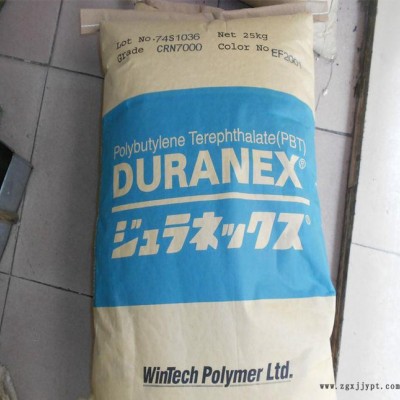 Lot No.74S1036 Net 25kg
Grade CRN7000 Color No EF2001
Polybutylene Terephthalate(PBT)
DURANEX®
ジュラネックス®
WinTech Polymer Ltd.
www.zgxjjypt.com